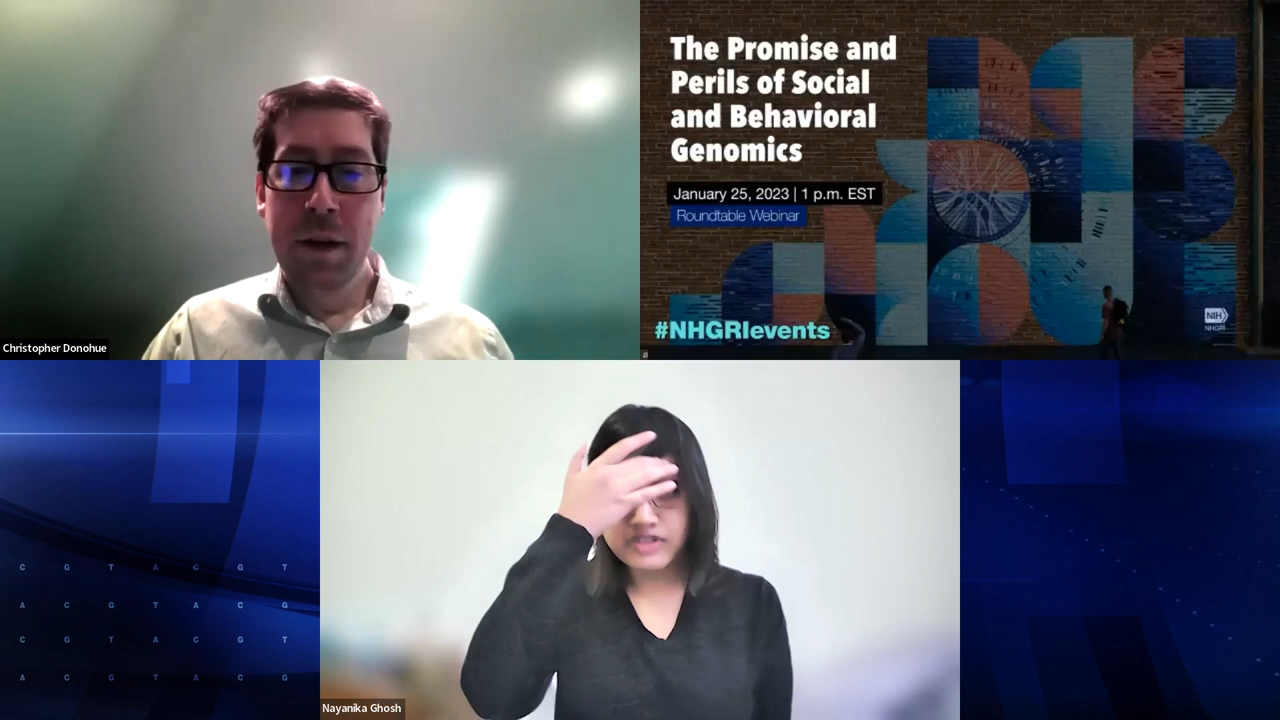 The Promise and
Perils of Social
and Behavioral
Genomics
January 25, 2023 | 1 p.m. EST
Roundtable Webinar
#NHGRIevents
NIH
NHGRI
Christopher Donohue
C G T A C G T
A C G T A C G
C G T A C G T
A C G T A C G
Nayanika Ghosh